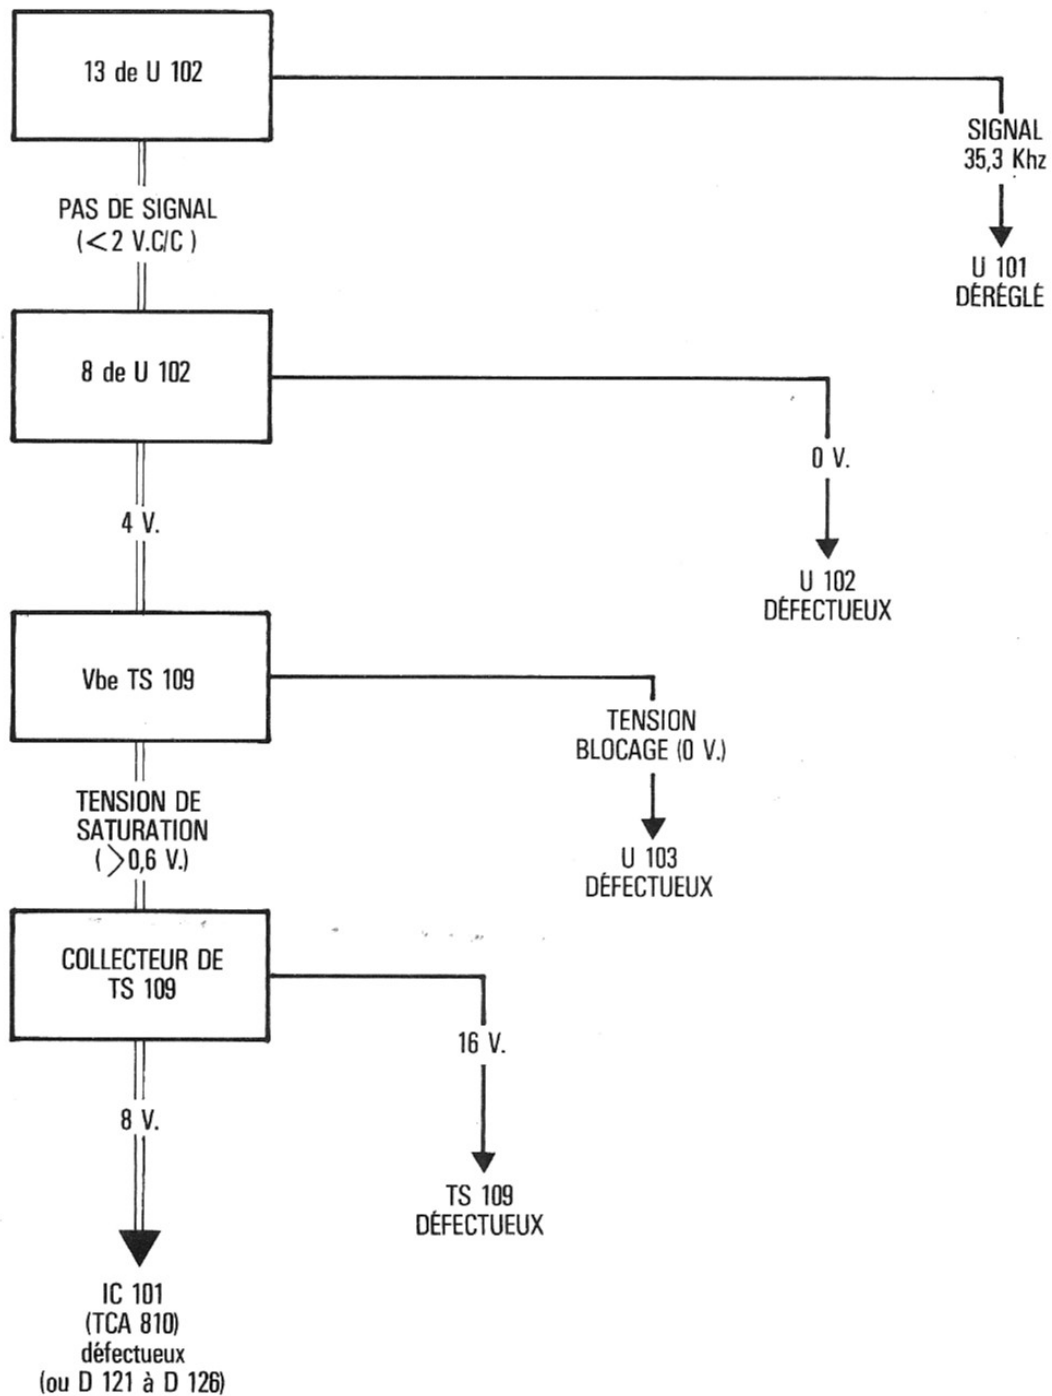 13 de U 102
SIGNAL
35,3 Khz
PAS DE SIGNAL
(<2 V.C/C )
U 101
DÉRÉGLÉ
8 de U 102
0 V.
4 V.
U 102
DÉFECTUEUX
Vbe TS 109
TENSION
BLOCAGE (0 V.)
TENSION DE
SATURATION
( >0,6 V.)
U 103
DÉFECTUEUX
COLLECTEUR DE
TS 109
16 V.
8 V.
TS 109
DÉFECTUEUX
IC 101
(TCA 810)
défectueux
(ou D 121 à D 126)